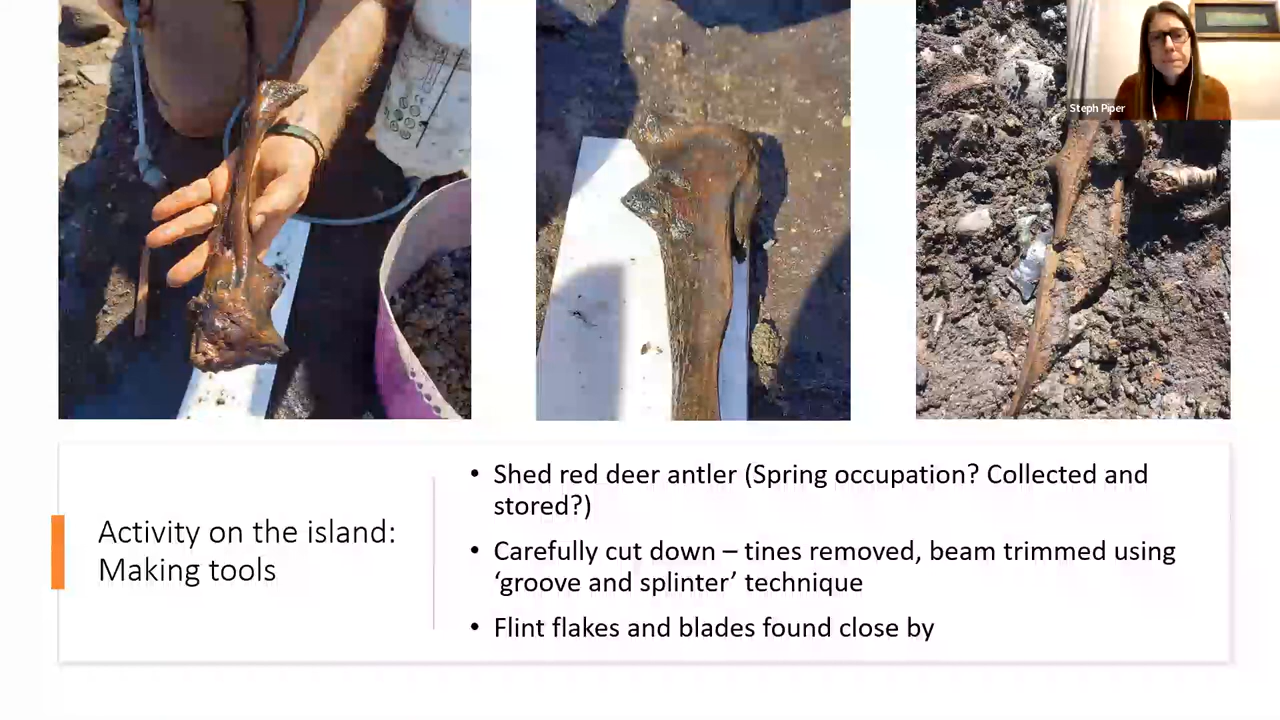 Steph Piper
Activity on the island:
Making tools
• Shed red deer antler (Spring occupation? Collected and
stored?)
• Carefully cut down – tines removed, beam trimmed using
‘groove and splinter’ technique
• Flint flakes and blades found close by